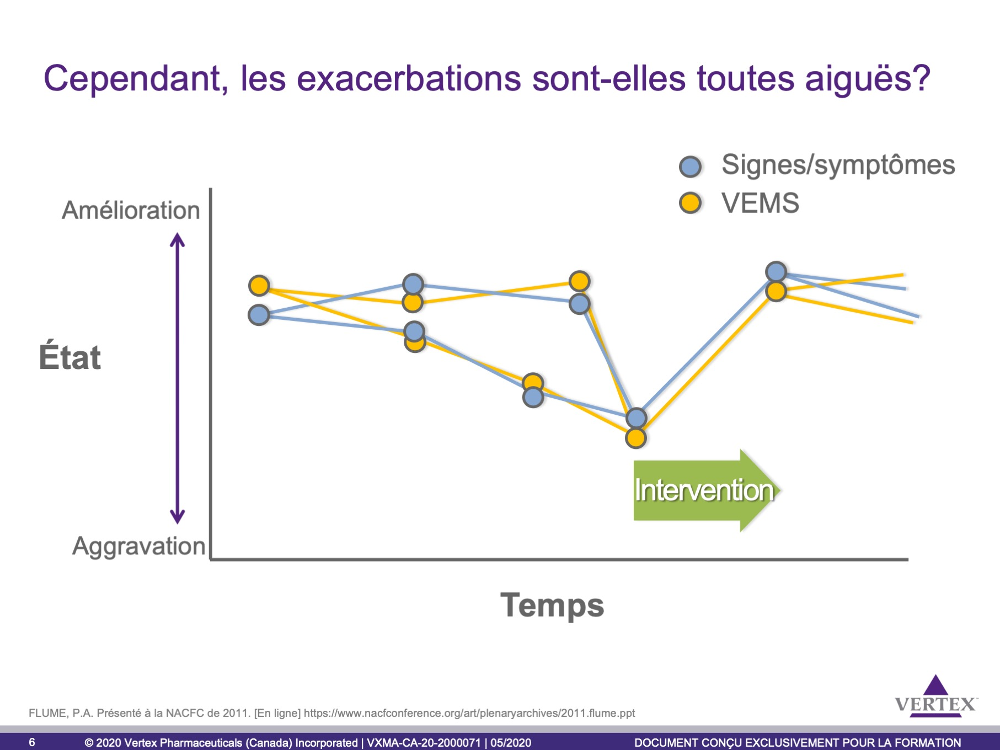 Cependant, les exacerbations sont-elles toutes aiguës?
Signes/symptômes
VEMS
Amélioration
État
Aggravation
Intervention
Temps
FLUME, P.A. Présenté à la NACFC de 2011. [En ligne] https://www.nacfconference.org/art/plenaryarchives/2011.flume.ppt
VERTEX™
6 © 2020 Vertex Pharmaceuticals (Canada) Incorporated | VXMA-CA-20-2000071 | 05/2020 DOCUMENT CONÇU EXCLUSIVEMENT POUR LA FORMATION